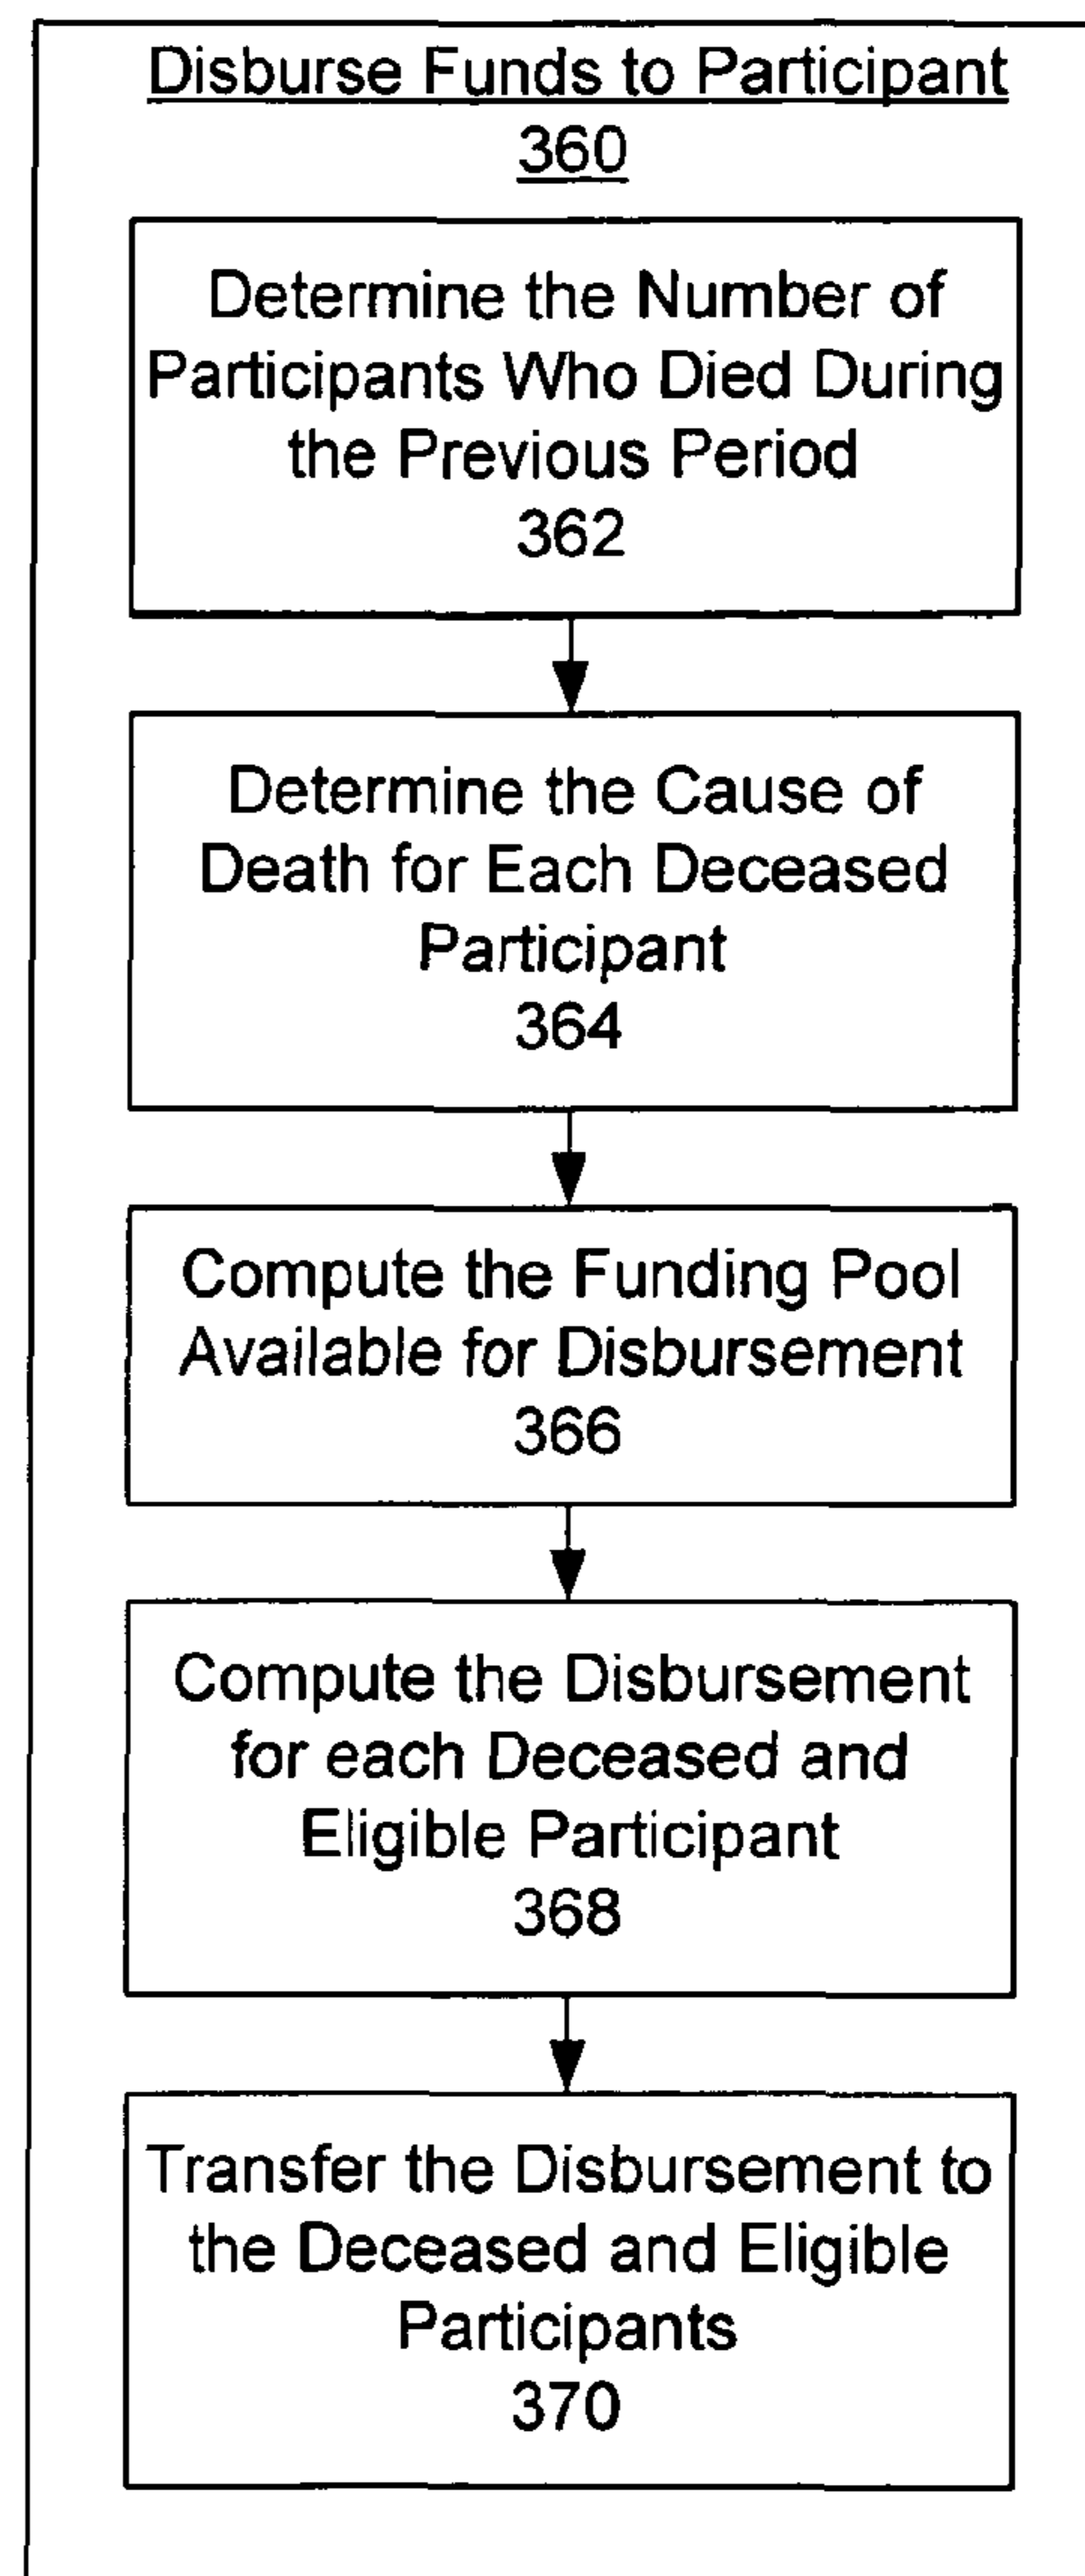 Disburse Funds to Participant
360
Determine the Number of
Participants Who Died During
the Previous Period
362
Determine the Cause of
Death for Each Deceased
Participant
364
Compute the Funding Pool
Available for Disbursement
366
Compute the Disbursement
for each Deceased and
Eligible Participant
368
Transfer the Disbursement to
the Deceased and Eligible
Participants
370